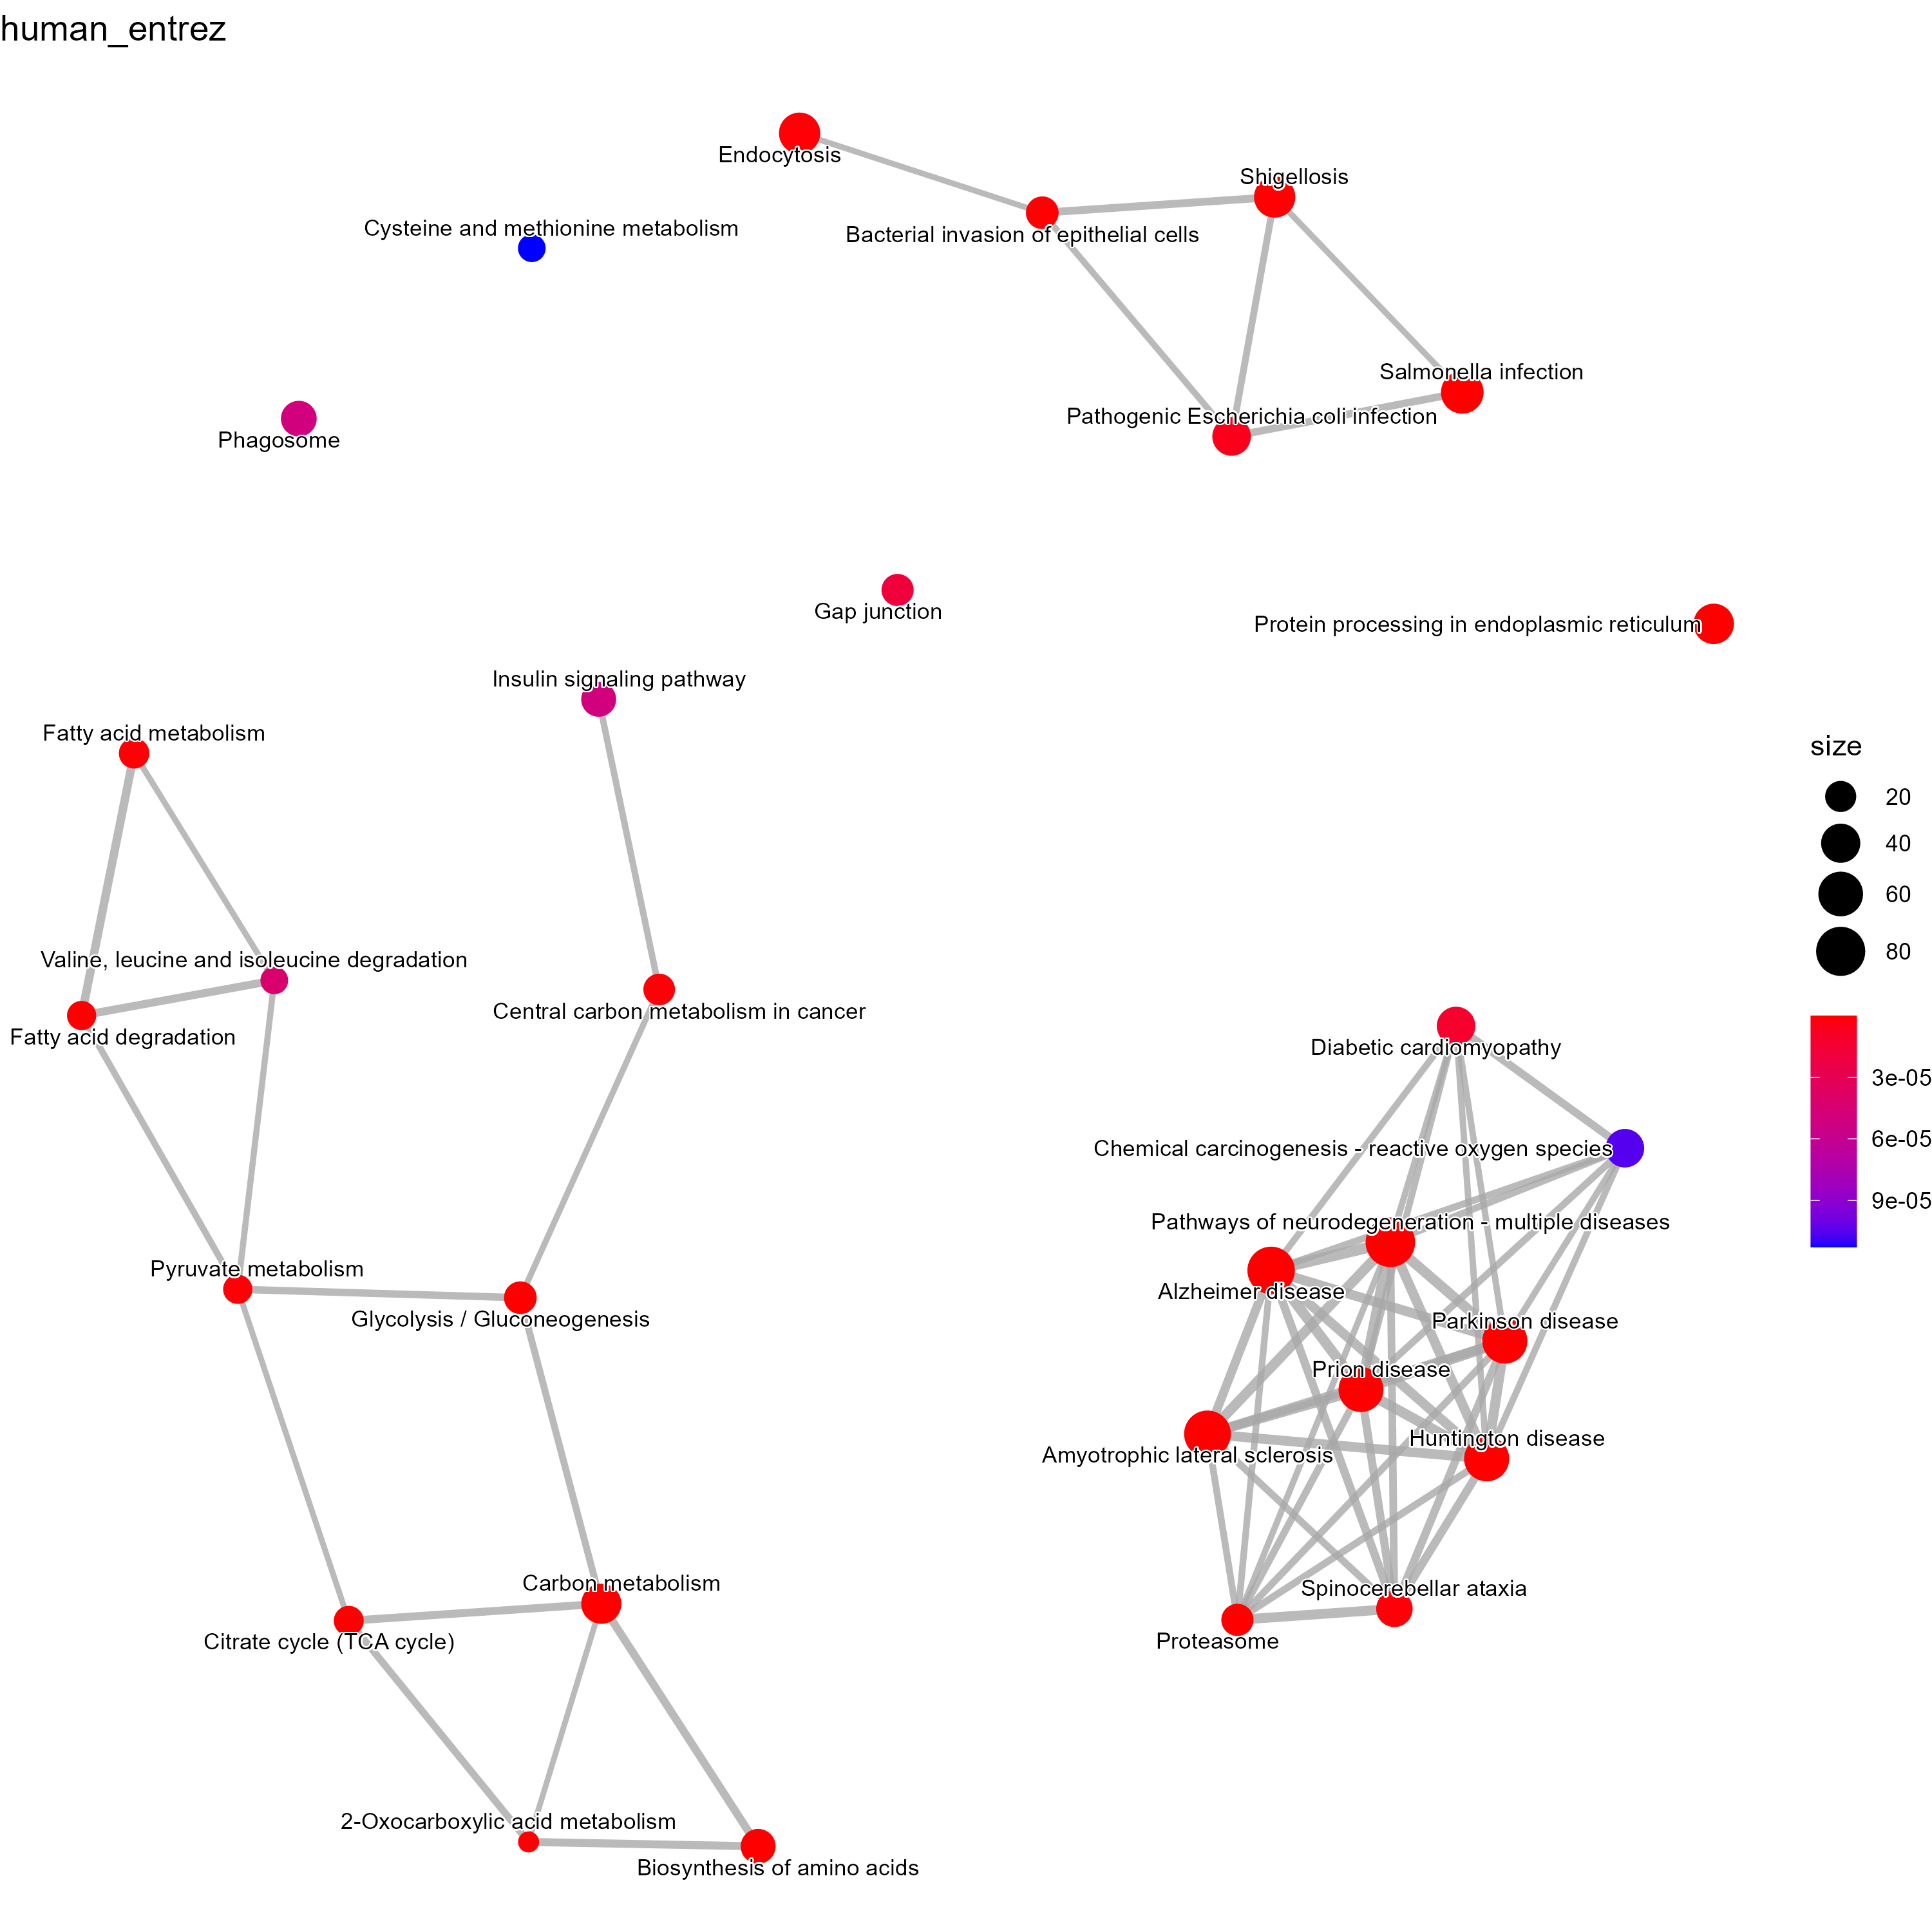 human_entrez
Endocytosis
Shigellosis
Cysteine and methionine metabolism
Bacterial invasion of epithelial cells
Salmonella infection
Pathogenic Escherichia coli infection
Phagosome
Gap junction
Protein processing in endoplasmic reticulum
Insulin signaling pathway
Fatty acid metabolism
size
20
40
60
80
Valine, leucine and isoleucine degradation
Central carbon metabolism in cancer
Fatty acid degradation
Diabetic cardiomyopathy
3e-05
6e-05
9e-05
Chemical carcinogenesis - reactive oxygen species
Pathways of neurodegeneration - multiple diseases
Pyruvate metabolism
Alzheimer disease
Glycolysis / Gluconeogenesis
Parkinson disease
Prion disease
Huntington disease
Amyotrophic lateral sclerosis
Carbon metabolism
Spinocerebellar ataxia
Citrate cycle (TCA cycle)
Proteasome
2-Oxocarboxylic acid metabolism
Biosynthesis of amino acids